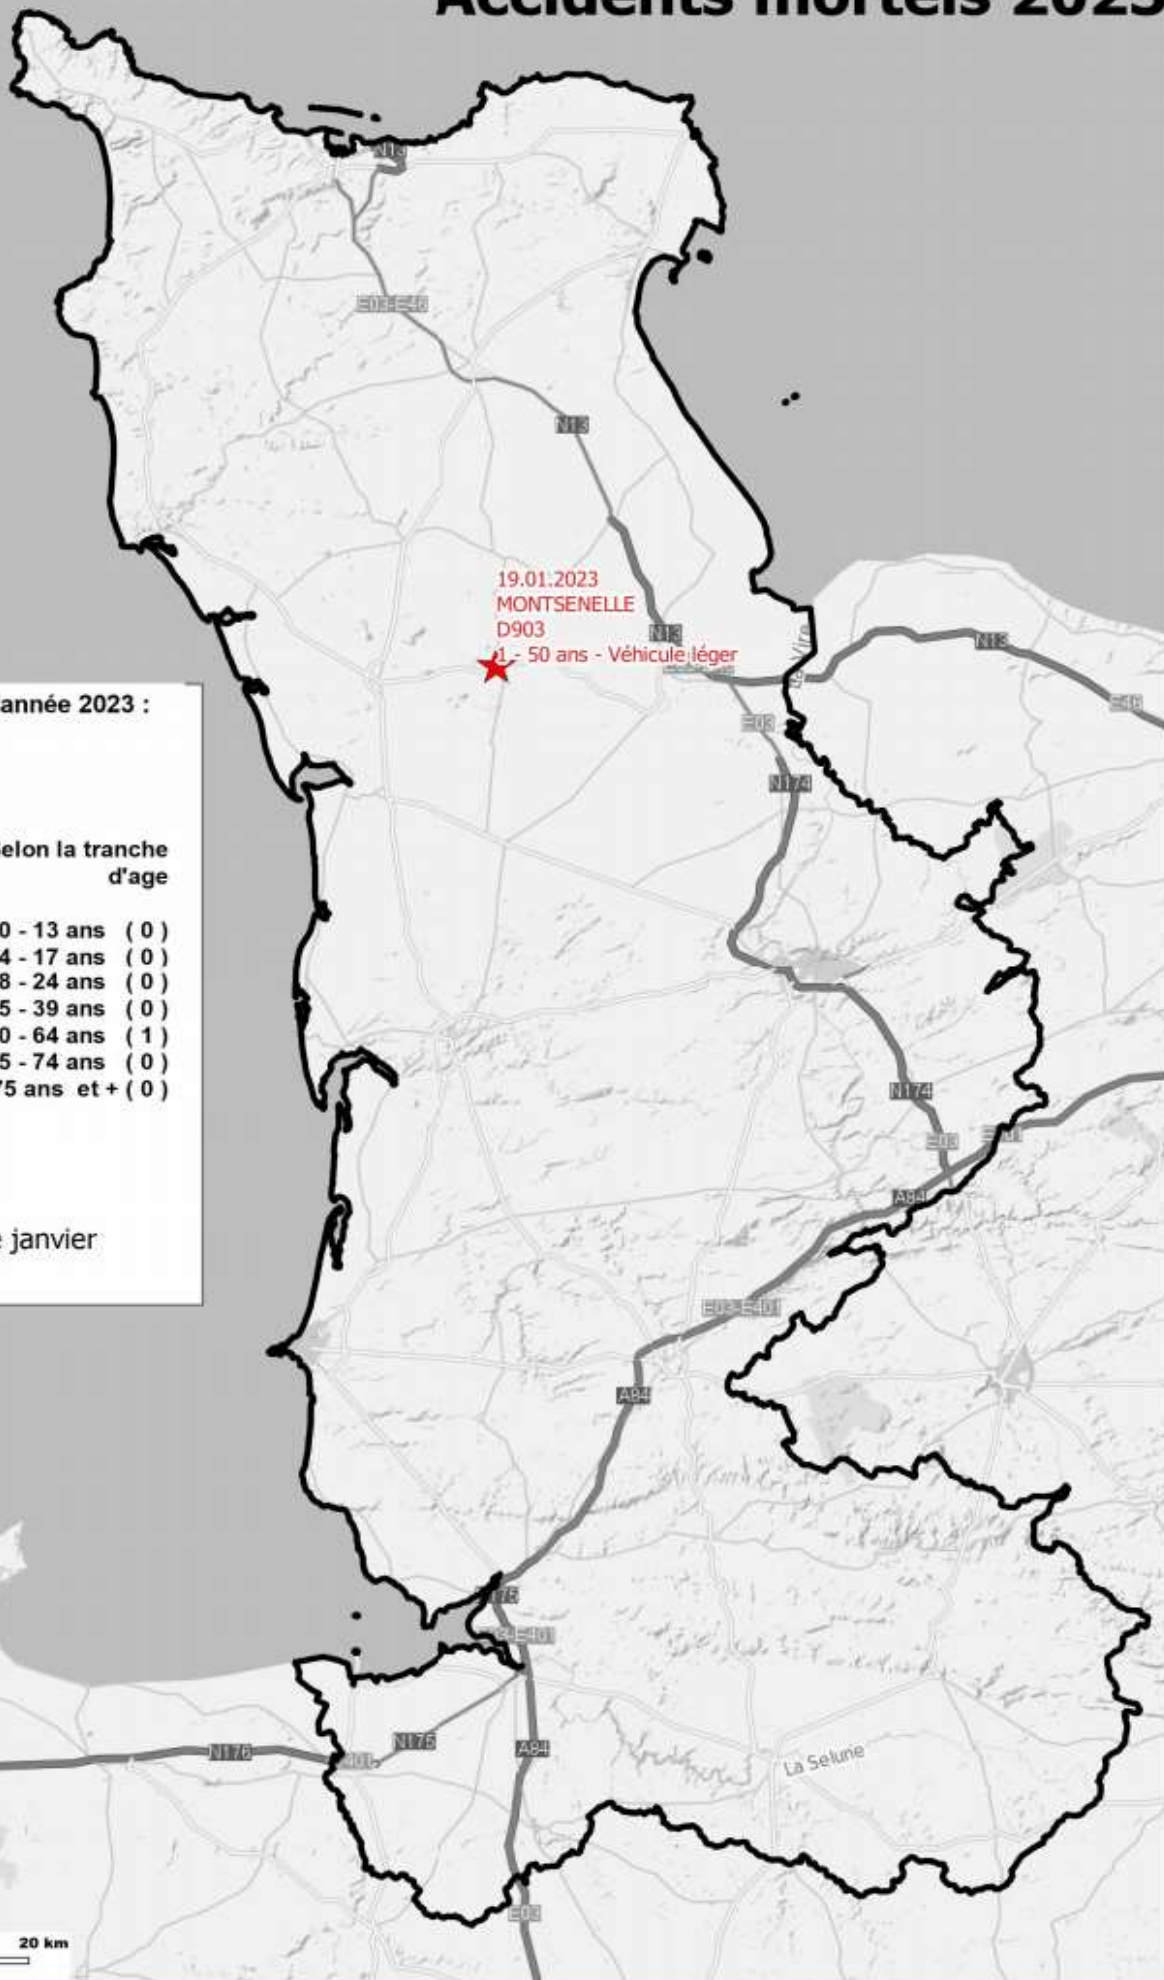 Accidents mortels 2023
N13
E03-E46
N13
19.01.2023
MONTSENELLE
D903
1 - 50 ans - Véhicule léger
N13
La Vire
N13
E46
E03
N174
année 2023 :
selon la tranche
d'age
0 - 13 ans ( 0 )
4 - 17 ans ( 0 )
8 - 24 ans ( 0 )
5 - 39 ans ( 0 )
0 - 64 ans ( 1 )
5 - 74 ans ( 0 )
75 ans et + ( 0 )
janvier
N174
E03
A84
E03-E401
A84
N175
A84
N176
La Sélune
E03
20 km